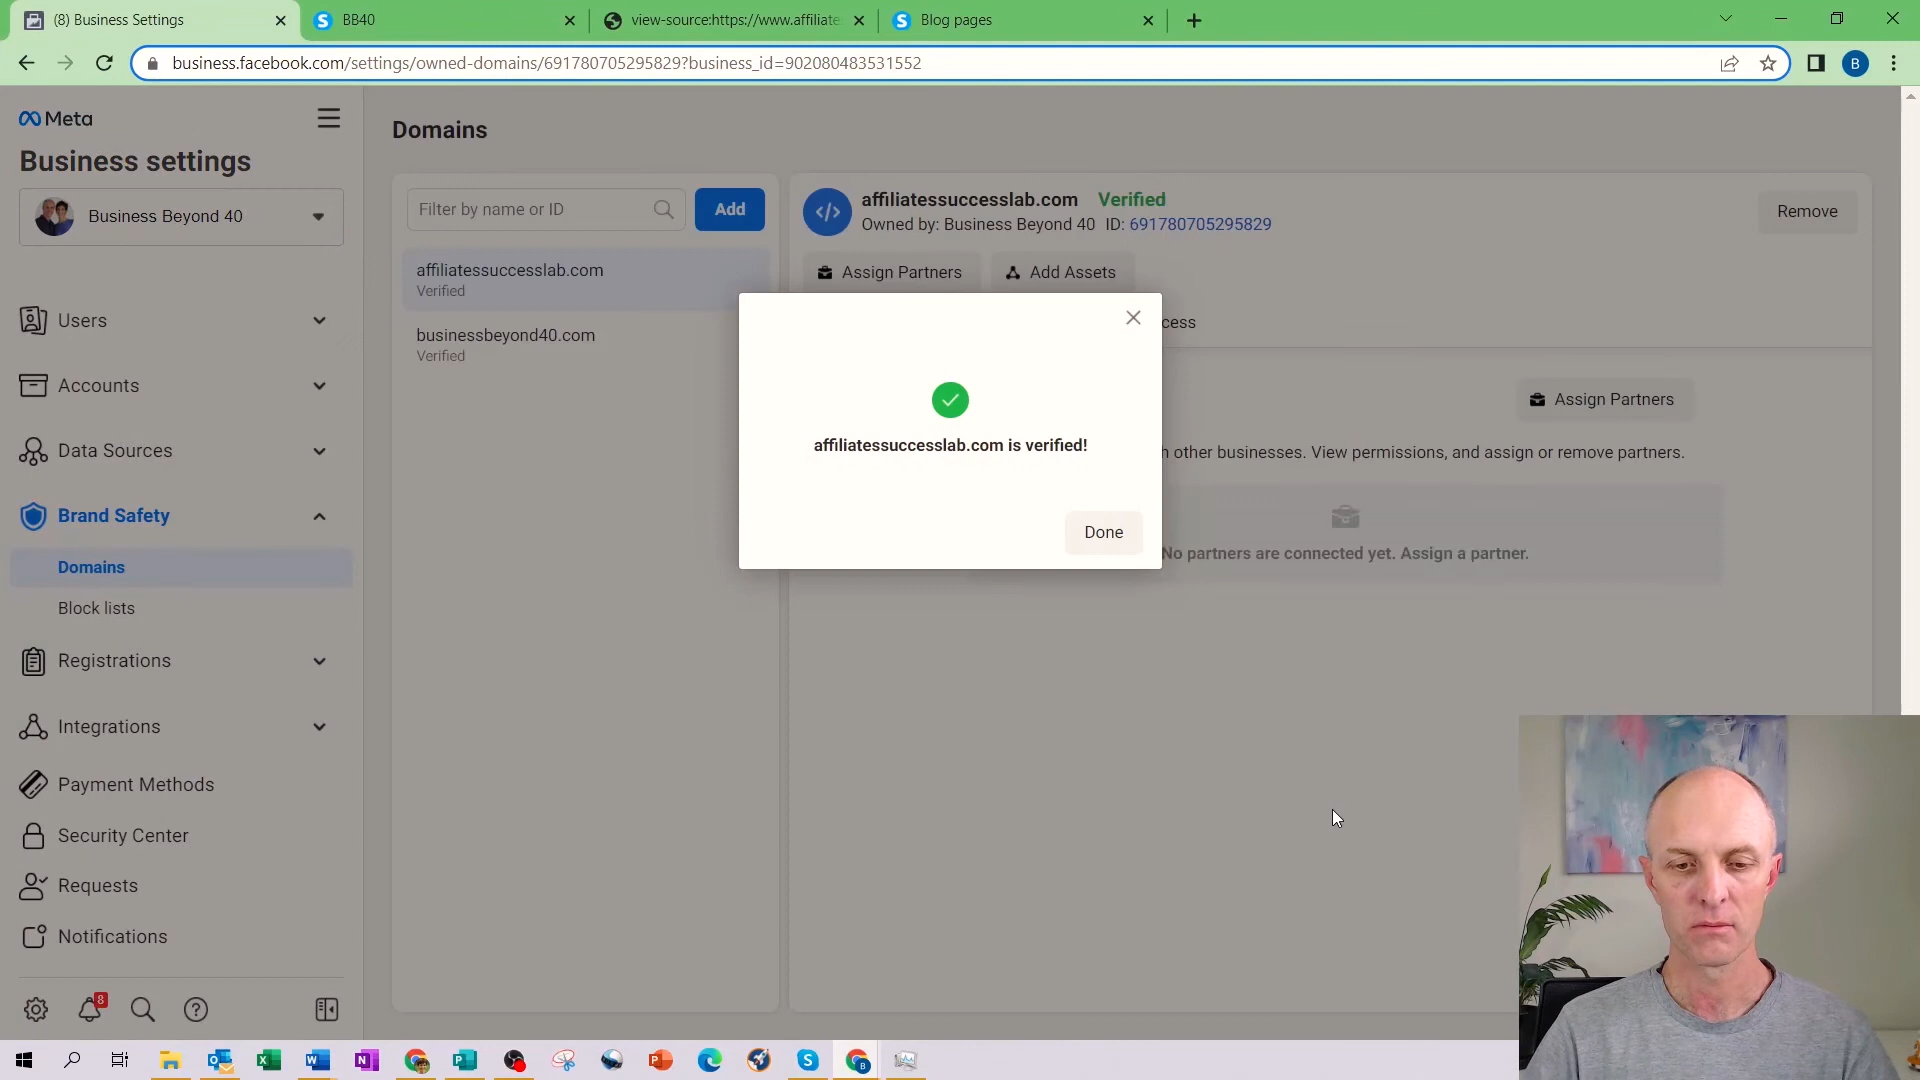 (8) Business Settings
BB40
view-source:https://www.affiliate
Blog pages
business.facebook.com/settings/owned-domains/691780705295829?business_id=902080483531552
B
Meta
Business settings
Business Beyond 40
Users
Accounts
Data Sources
Brand Safety
Domains
Block lists
Registrations
Integrations
Payment Methods
Security Center
Requests
Notifications
8
Domains
Filter by name or ID
Add
affiliatessuccesslab.com
Verified
businessbeyond40.com
Verified
affiliatessuccesslab.com Verified
Owned by: Business Beyond 40 ID: 691780705295829
Remove
Assign Partners
Add Assets
cess
Assign Partners
h other businesses. View permissions, and assign or remove partners.
No partners are connected yet. Assign a partner.
affiliatessuccesslab.com is verified!
Done